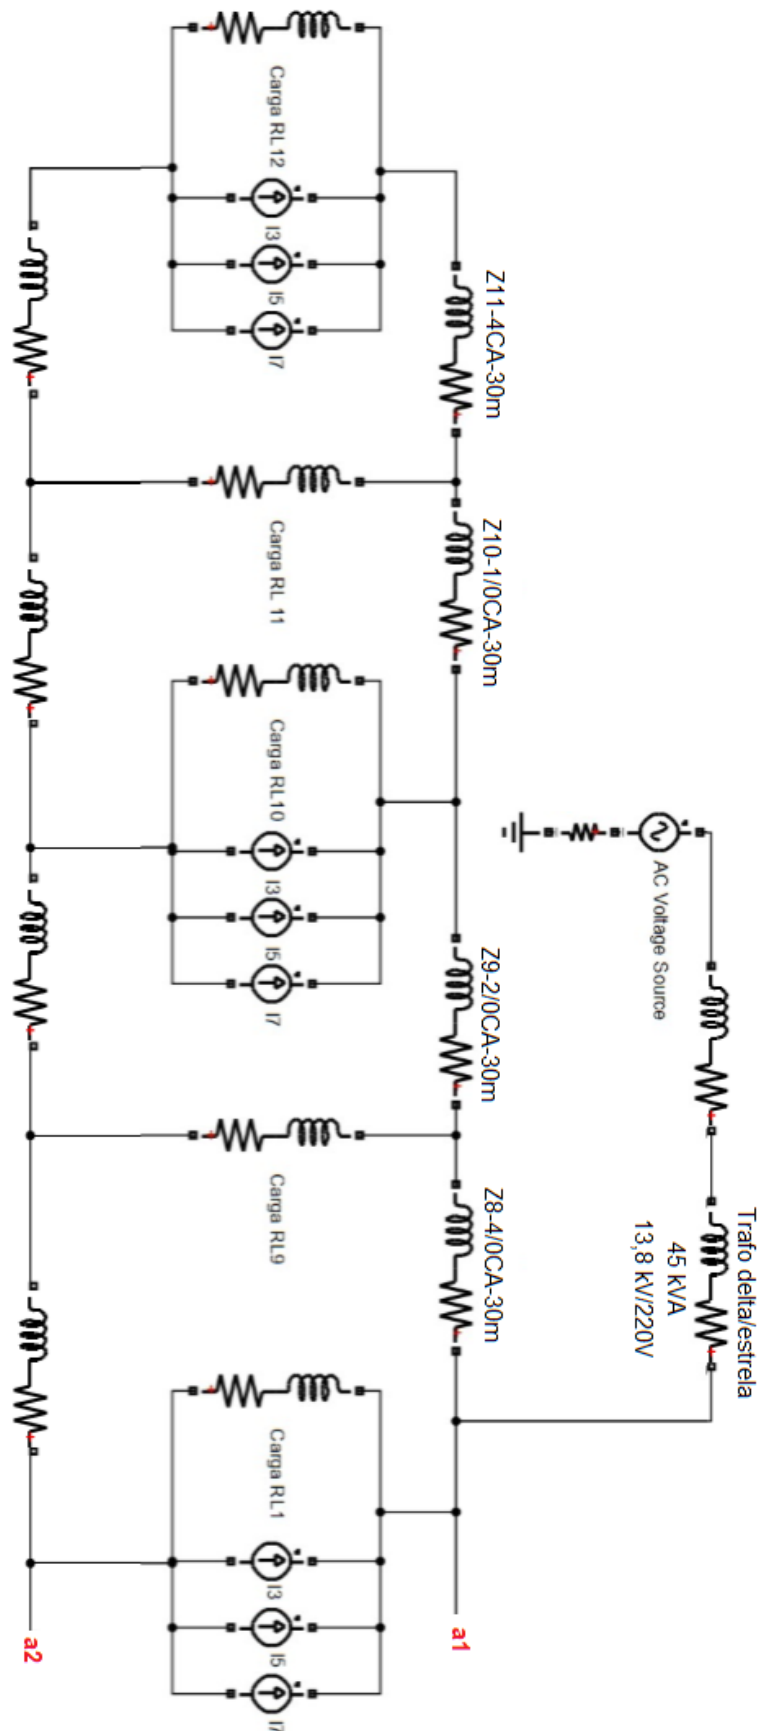 Trafo delta/estrela
45 kVA
13,8 kV/220V
AC Voltage Source
Z11-4CA-30m
Z10-1/0CA-30m
Z9-2/0CA-30m
Z8-4/0CA-30m
Carga RL12
I3
I5
I7
Carga RL 11
Carga RL10
I3
I5
I7
Carga RL9
Carga RL1
I3
I5
I7
a1
a2